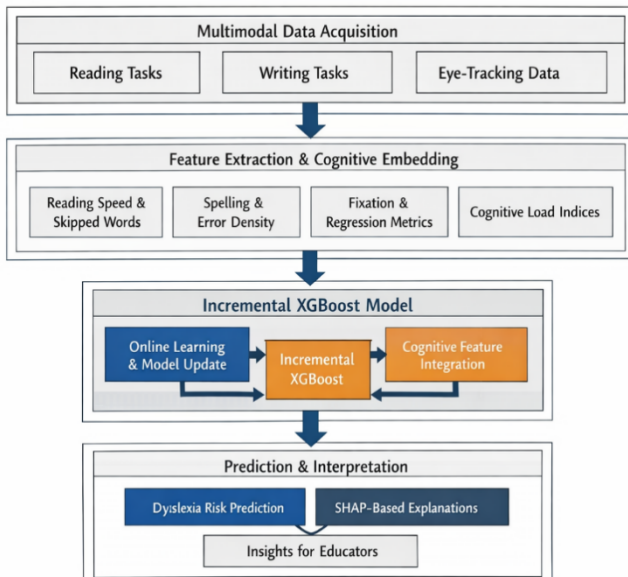 Multimodal Data Acquisition
Reading Tasks
Writing Tasks
Eye-Tracking Data
Feature Extraction & Cognitive Embedding
Reading Speed &
Skipped Words
Spelling &
Error Density
Fixation &
Regression Metrics
Cognitive Load Indices
Incremental XGBoost Model
Online Learning
& Model Update
Incremental
XGBoost
Cognitive Feature
Integration
Prediction & Interpretation
Dyslexia Risk Prediction
SHAP-Based Explanations
Insights for Educators